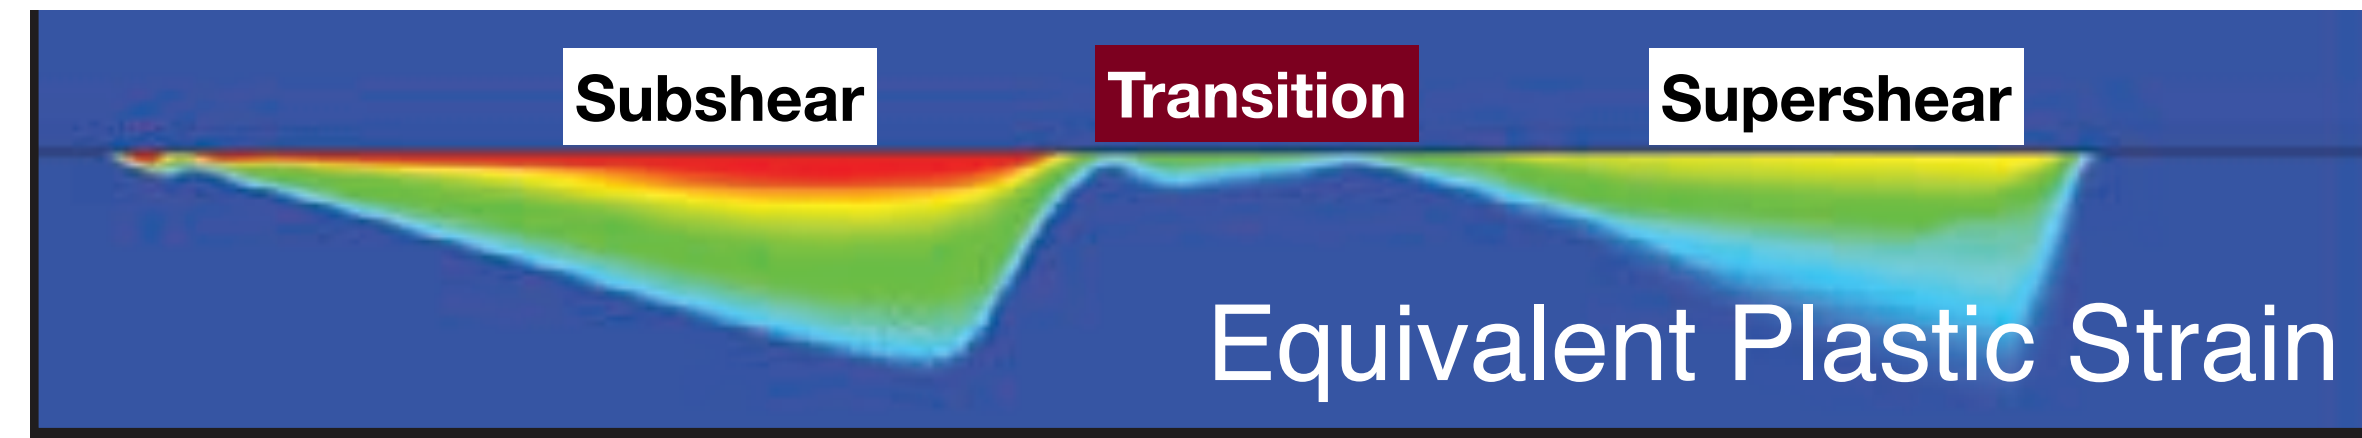 Subshear Transition Supershear
Equivalent Plastic Strain